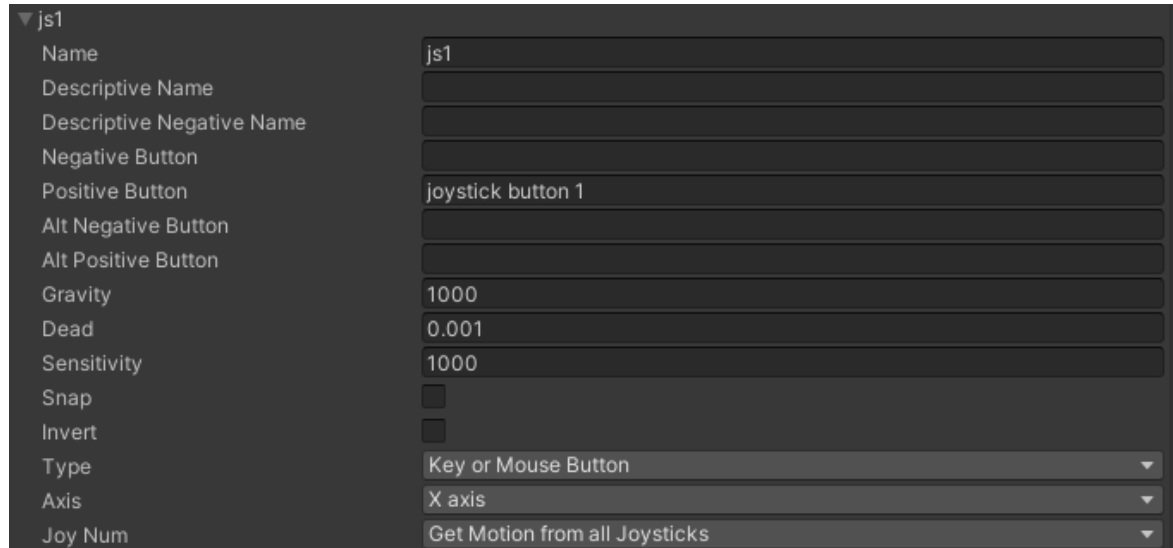 js1
Name js1
Descriptive Name
Descriptive Negative Name
Negative Button
Positive Button joystick button 1
Alt Negative Button
Alt Positive Button
Gravity 1000
Dead 0.001
Sensitivity 1000
Snap
Invert
Type Key or Mouse Button
Axis X axis
Joy Num Get Motion from all Joysticks